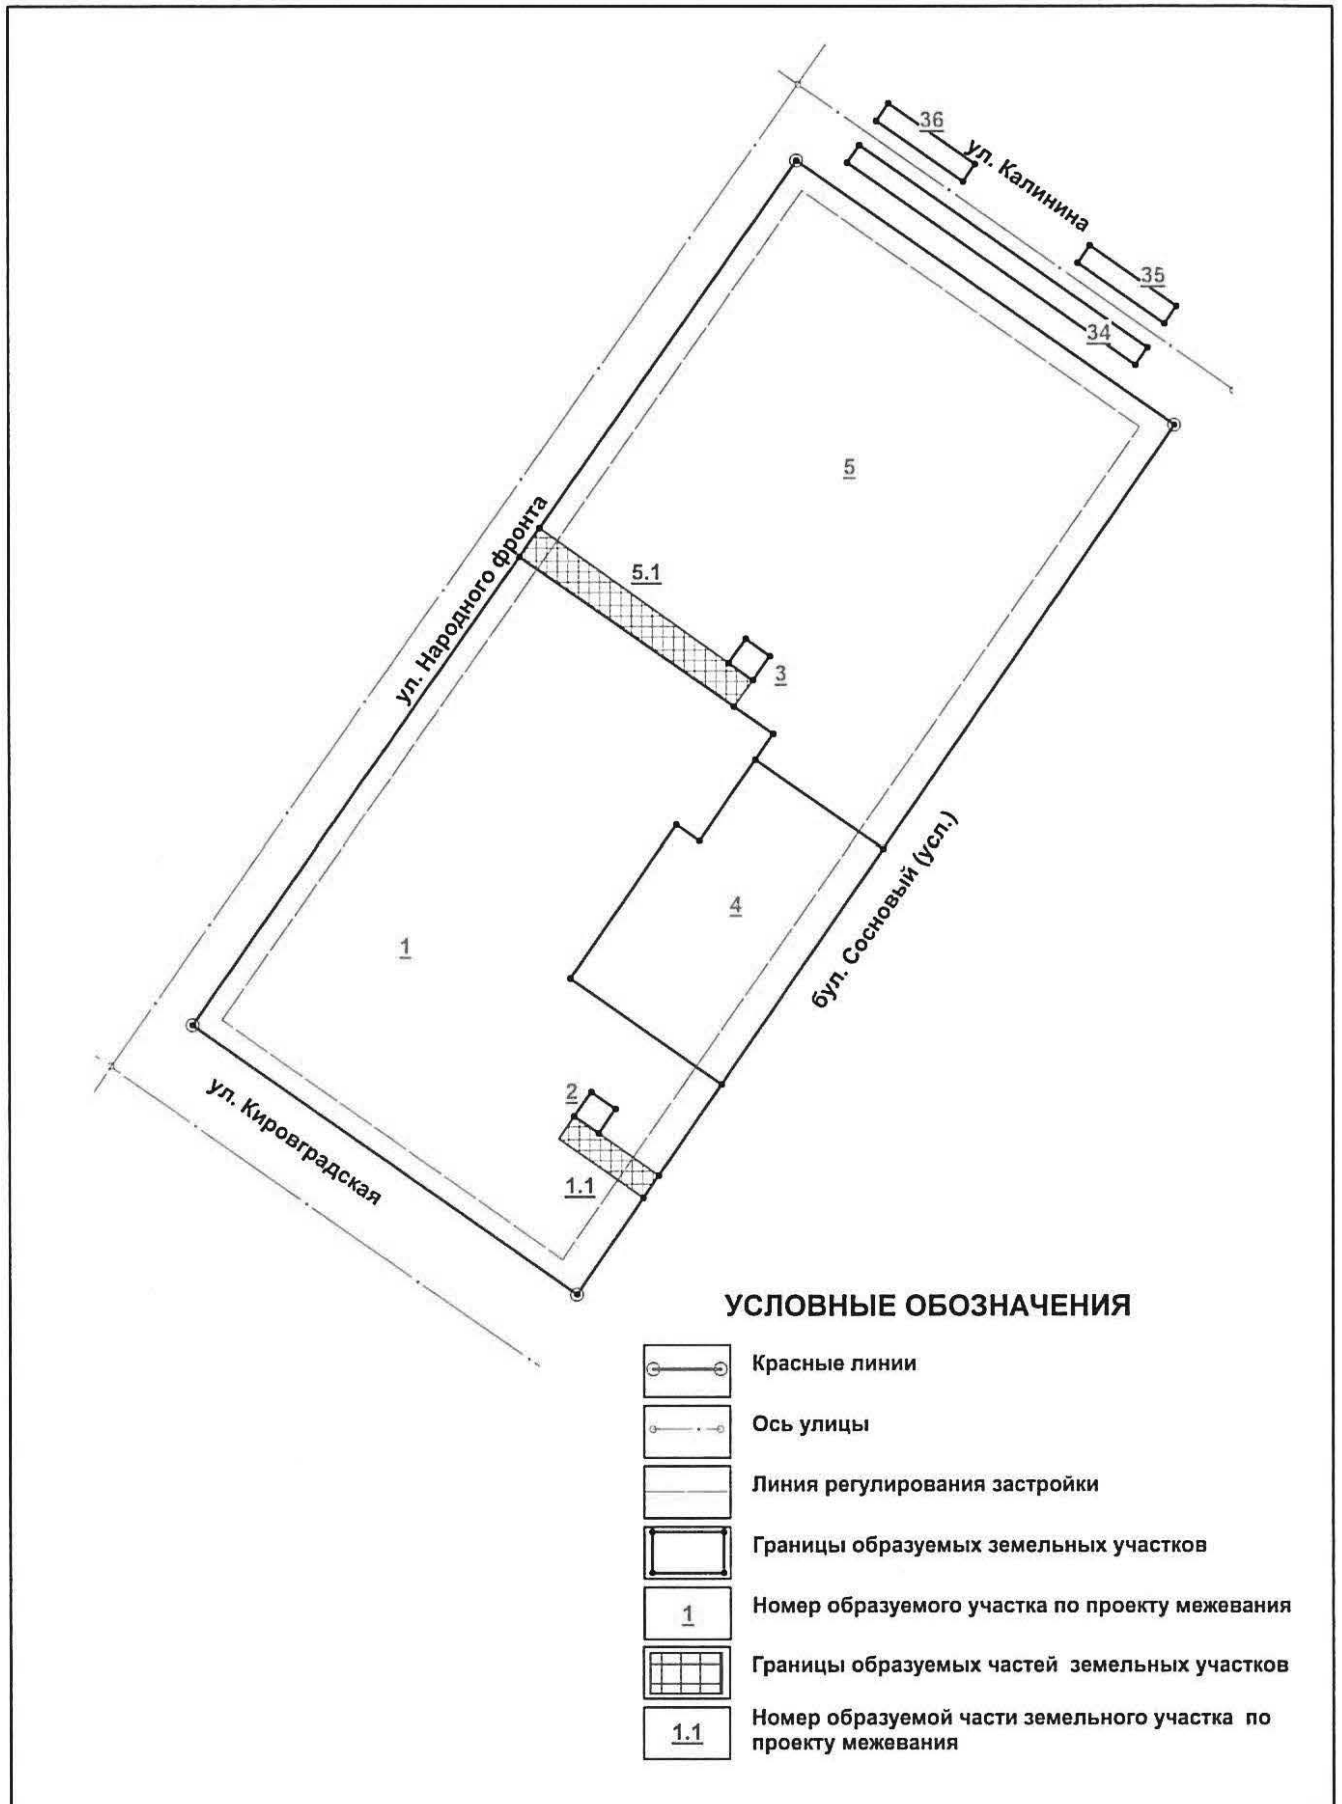 36
ул. Калинина
35
34
5
ул. Народного фронта
5.1
3
4
бул. Сосновый (усл.)
1
2
ул. Кировградская
1.1
УСЛОВНЫЕ ОБОЗНАЧЕНИЯ
Красные линии
Ось улицы
Линия регулирования застройки
Границы образуемых земельных участков
1 Номер образуемого участка по проекту межевания
Границы образуемых частей земельных участков
1.1 Номер образуемой части земельного участка по
проекту межевания